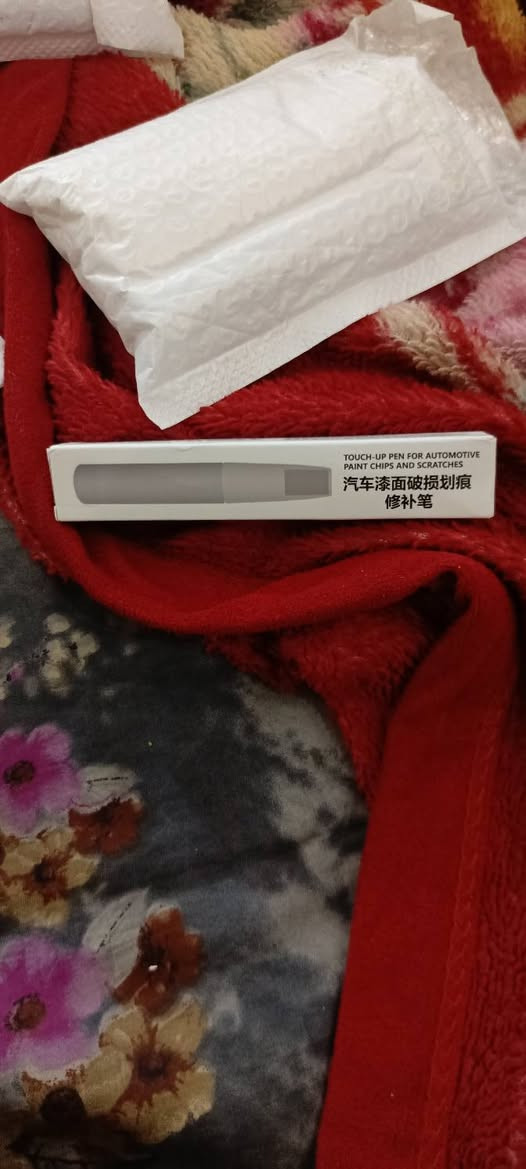 TOUCH-UP PEN FOR AUTOMOTIVE
PAINT CHIPS AND SCRATCHES
汽车漆面破损划痕
修补笔